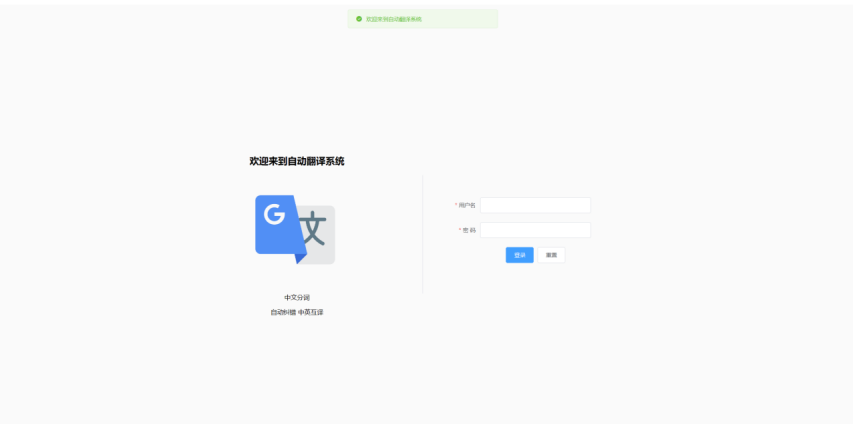 欢迎来到自动翻译系统
欢迎来到自动翻译系统
G 文
* 用户名
* 密 码
登录 重置
中文分词
自动纠错 中英互译